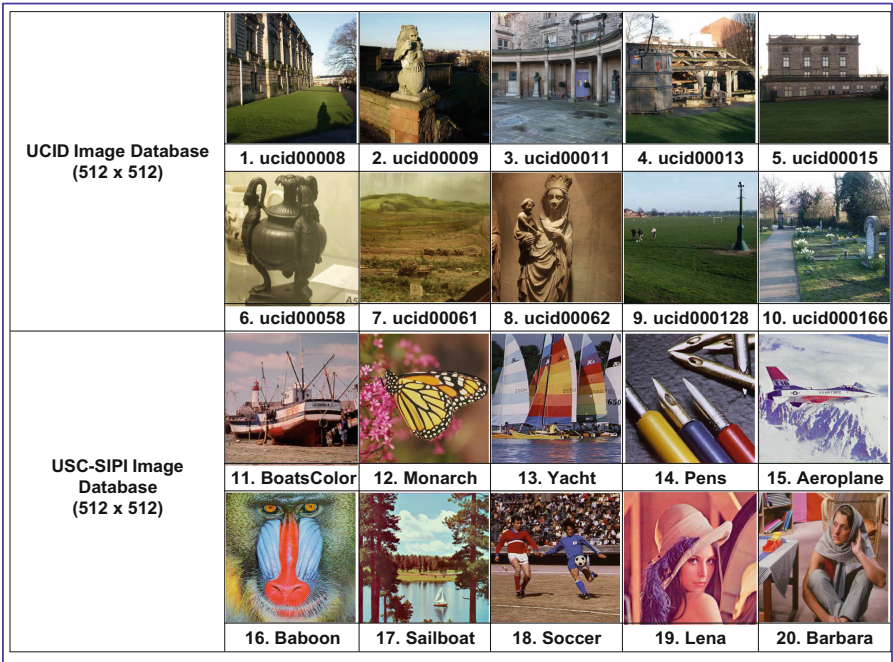 UCID Image Database
(512 x 512)
1. ucid00008
2. ucid00009
3. ucid00011
4. ucid00013
5. ucid00015
A5
6. ucid00058
7. ucid00061
8. ucid00062
9. ucid000128
10. ucid000166
USC-SIPI Image
Database
(512 x 512)
11. BoatsColor
12. Monarch
13. Yacht
14. Pens
15. Aeroplane
16. Baboon
17. Sailboat
18. Soccer
19. Lena
20. Barbara